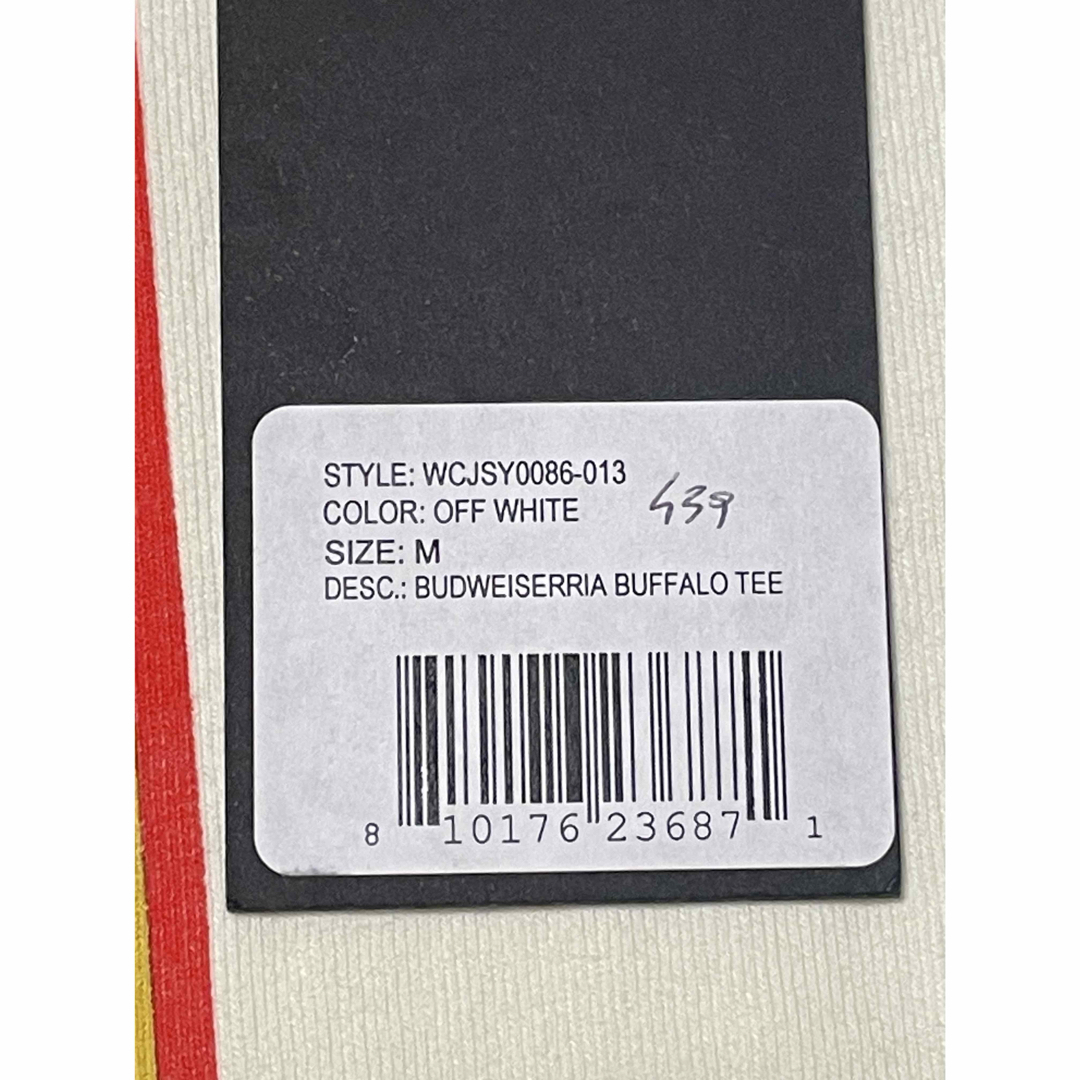 STYLE: WCJSY0086-013
COLOR: OFF WHITE 439
SIZE: M
DESC.: BUDWEISERRIA BUFFALO TEE
8 10176 23687 1